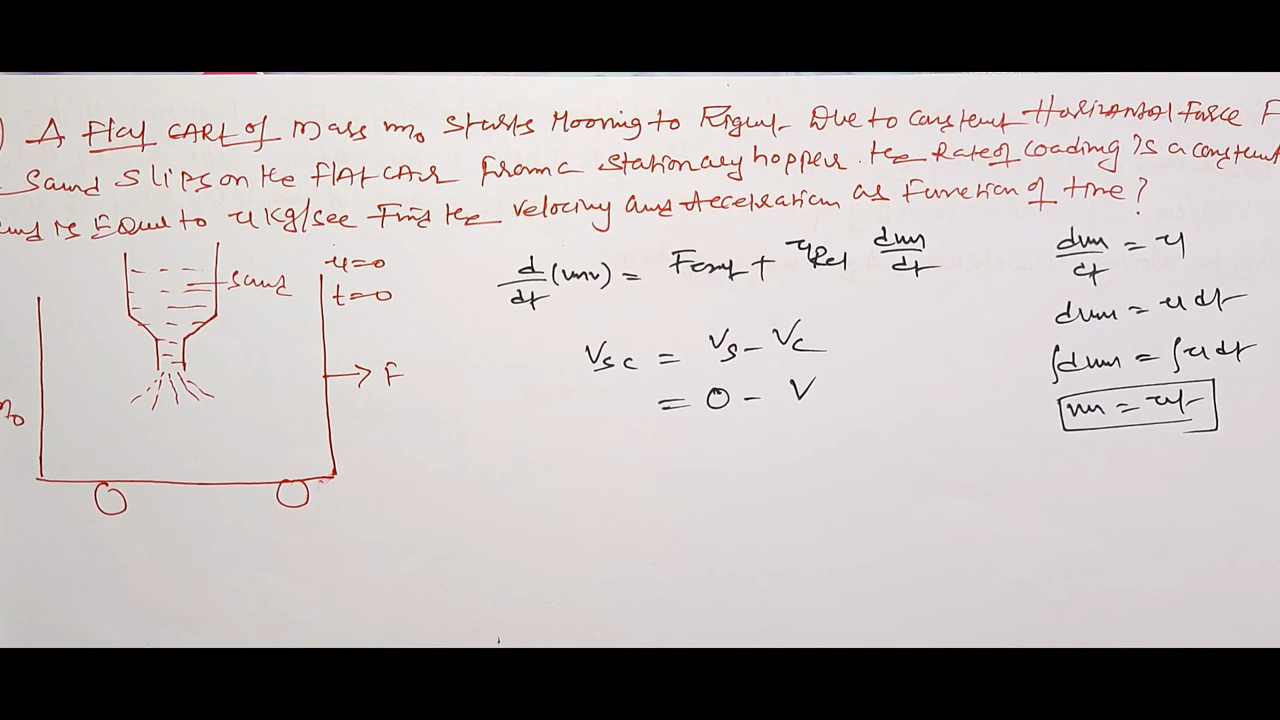 ) A Flat CART of mass m₀ starts Mooving to Right Due to constent Horizontal Force F
Sand slips on the flat car from a stationary hopper. the Rate of Loading is a constent
and is Equal to μ kg/sec Find the velocity and Acceleration as Function of time?
sand
u=0
t=0
F
m₀
d/dt (mv) = Fext + uRel dm/dt
VSC = VS - VC
= 0 - V
dm/dt = μ
dm = μ dt
∫dm = ∫μ dt
m = μt